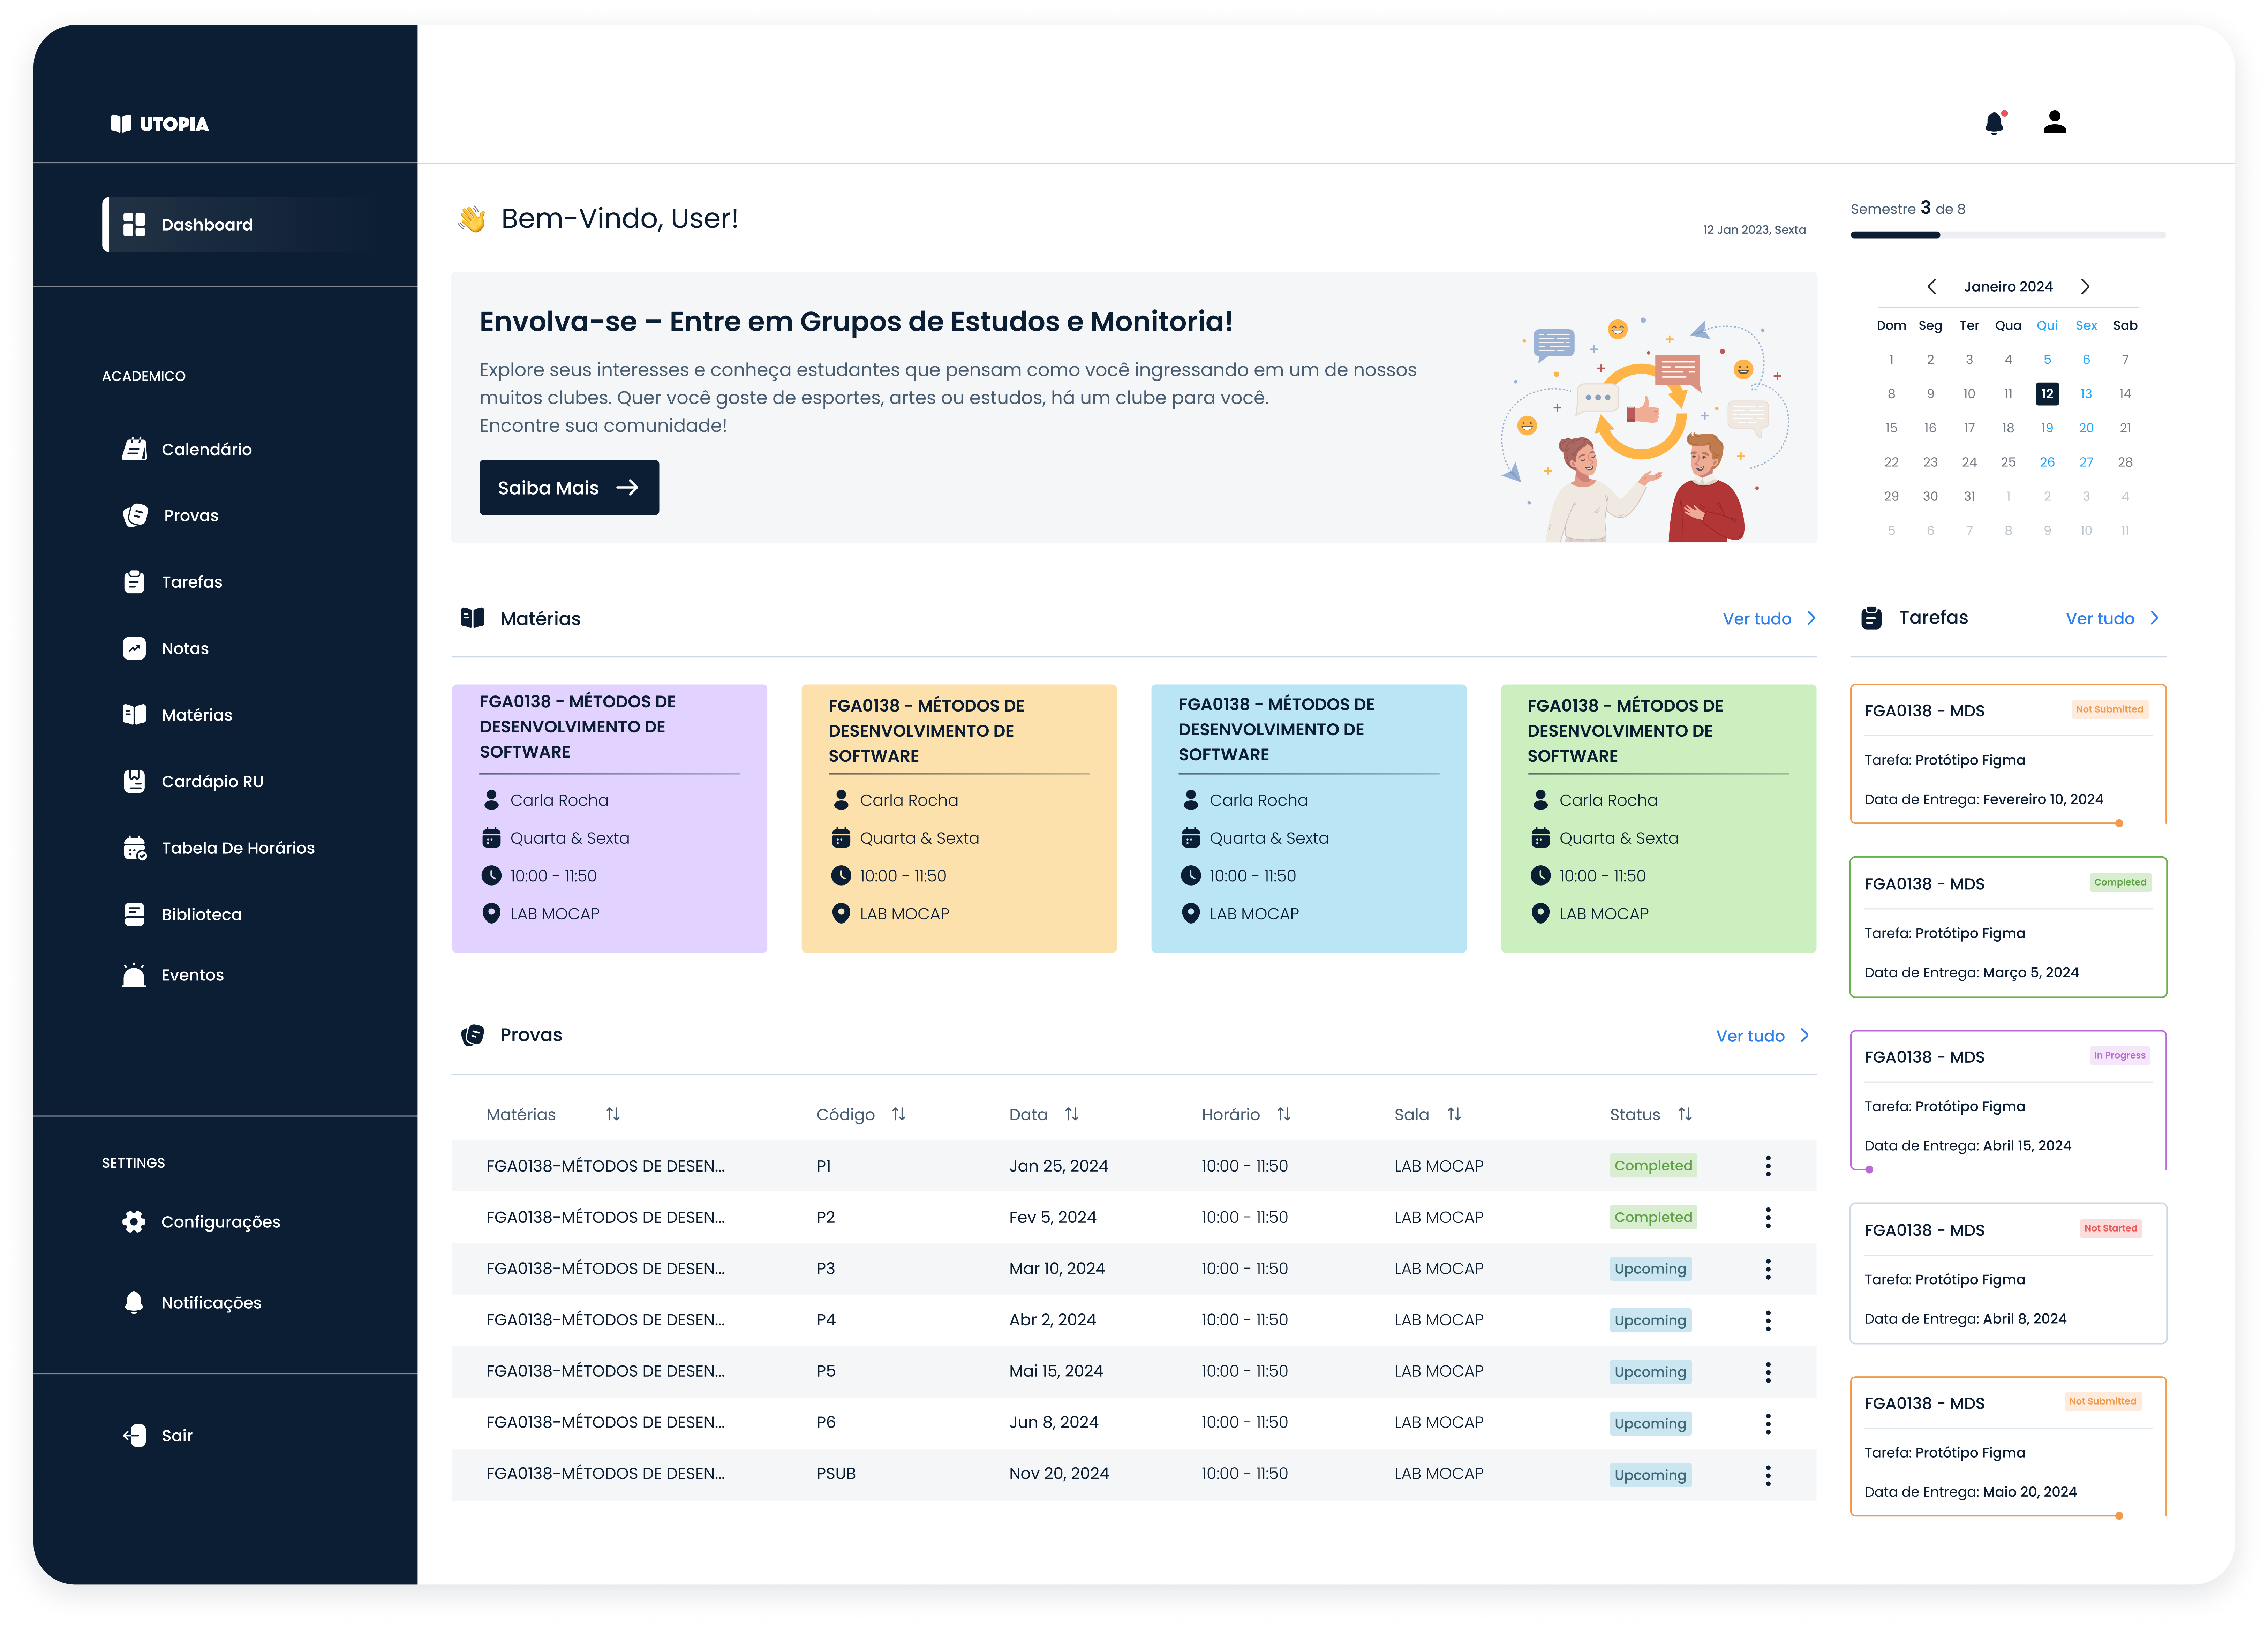 UTOPIA
Dashboard
ACADEMICO
Calendário
Provas
Tarefas
Notas
Matérias
Cardápio RU
Tabela De Horários
Biblioteca
Eventos
SETTINGS
Configurações
Notificações
Sair
Bem-Vindo, User!
12 Jan 2023, Sexta
Envolva-se – Entre em Grupos de Estudos e Monitoria!
Explore seus interesses e conheça estudantes que pensam como você ingressando em um de nossos
muitos clubes. Quer você goste de esportes, artes ou estudos, há um clube para você.
Encontre sua comunidade!
Saiba Mais
Semestre 3 de 8
Janeiro 2024
Dom Seg Ter Qua Qui Sex Sab
1 2 3 4 5 6 7
8 9 10 11 12 13 14
15 16 17 18 19 20 21
22 23 24 25 26 27 28
29 30 31 1 2 3 4
5 6 7 8 9 10 11
Matérias
Ver tudo
FGA0138 - MÉTODOS DE
DESENVOLVIMENTO DE
SOFTWARE
Carla Rocha
Quarta & Sexta
10:00 - 11:50
LAB MOCAP
FGA0138 - MÉTODOS DE
DESENVOLVIMENTO DE
SOFTWARE
Carla Rocha
Quarta & Sexta
10:00 - 11:50
LAB MOCAP
FGA0138 - MÉTODOS DE
DESENVOLVIMENTO DE
SOFTWARE
Carla Rocha
Quarta & Sexta
10:00 - 11:50
LAB MOCAP
FGA0138 - MÉTODOS DE
DESENVOLVIMENTO DE
SOFTWARE
Carla Rocha
Quarta & Sexta
10:00 - 11:50
LAB MOCAP
Provas
Ver tudo
Matérias Código Data Horário Sala Status
FGA0138-MÉTODOS DE DESEN... P1 Jan 25, 2024 10:00 - 11:50 LAB MOCAP Completed
FGA0138-MÉTODOS DE DESEN... P2 Fev 5, 2024 10:00 - 11:50 LAB MOCAP Completed
FGA0138-MÉTODOS DE DESEN... P3 Mar 10, 2024 10:00 - 11:50 LAB MOCAP Upcoming
FGA0138-MÉTODOS DE DESEN... P4 Abr 2, 2024 10:00 - 11:50 LAB MOCAP Upcoming
FGA0138-MÉTODOS DE DESEN... P5 Mai 15, 2024 10:00 - 11:50 LAB MOCAP Upcoming
FGA0138-MÉTODOS DE DESEN... P6 Jun 8, 2024 10:00 - 11:50 LAB MOCAP Upcoming
FGA0138-MÉTODOS DE DESEN... PSUB Nov 20, 2024 10:00 - 11:50 LAB MOCAP Upcoming
Tarefas
Ver tudo
FGA0138 - MDS Not Submitted
Tarefa: Protótipo Figma
Data de Entrega: Fevereiro 10, 2024
FGA0138 - MDS Completed
Tarefa: Protótipo Figma
Data de Entrega: Março 5, 2024
FGA0138 - MDS In Progress
Tarefa: Protótipo Figma
Data de Entrega: Abril 15, 2024
FGA0138 - MDS Not Started
Tarefa: Protótipo Figma
Data de Entrega: Abril 8, 2024
FGA0138 - MDS Not Submitted
Tarefa: Protótipo Figma
Data de Entrega: Maio 20, 2024